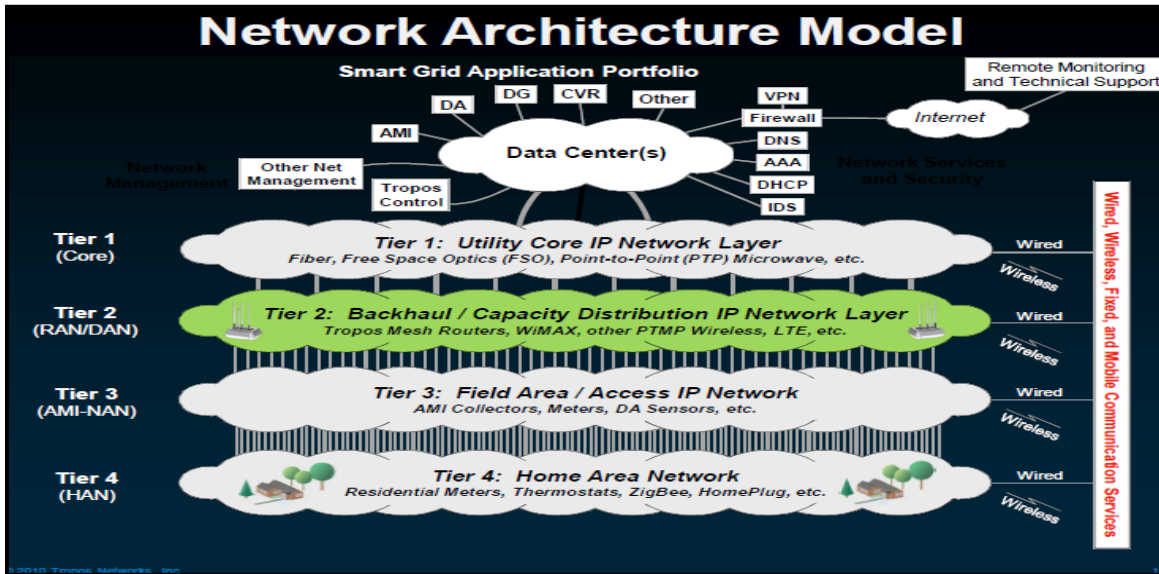 Network Architecture Model
Smart Grid Application Portfolio
Remote Monitoring
and Technical Support
DA
DG
CVR
Other
VPN
Firewall
Internet
AMI
Data Center(s)
DNS
Network
Management
Other Net
Management
AAA
Network Services
and Security
Tropos
Control
DHCP
IDS
Tier 1
(Core)
Tier 1: Utility Core IP Network Layer
Fiber, Free Space Optics (FSO), Point-to-Point (PTP) Microwave, etc.
Wired
Wireless
Tier 2
(RAN/DAN)
Tier 2: Backhaul / Capacity Distribution IP Network Layer
Tropos Mesh Routers, WiMAX, other PTMP Wireless, LTE, etc.
Wired
Wireless
Tier 3
(AMI-NAN)
Tier 3: Field Area / Access IP Network
AMI Collectors, Meters, DA Sensors, etc.
Wired
Wireless
Tier 4
(HAN)
Tier 4: Home Area Network
Residential Meters, Thermostats, ZigBee, HomePlug, etc.
Wired
Wireless
Wired, Wireless, Fixed, and Mobile Communication Services
© 2010 Tropos Networks, Inc.